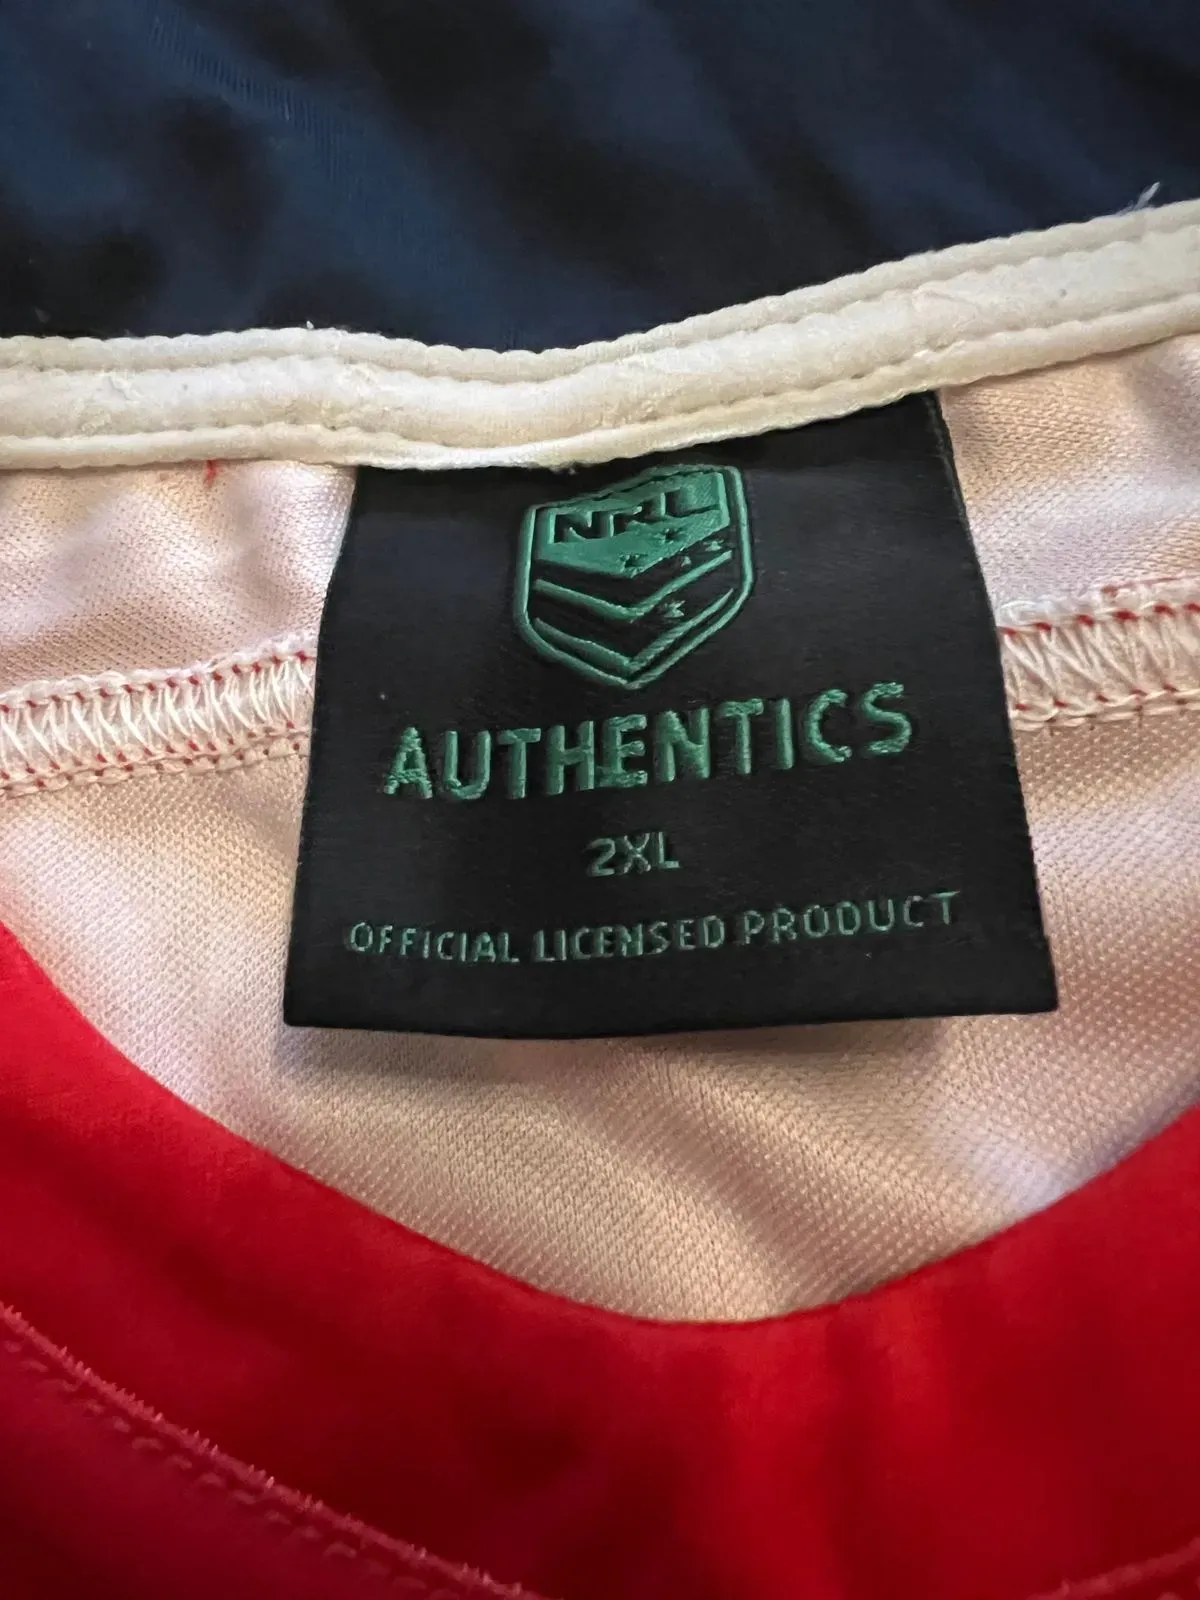 NRL
AUTHENTICS
2XL
OFFICIAL LICENSED PRODUCT